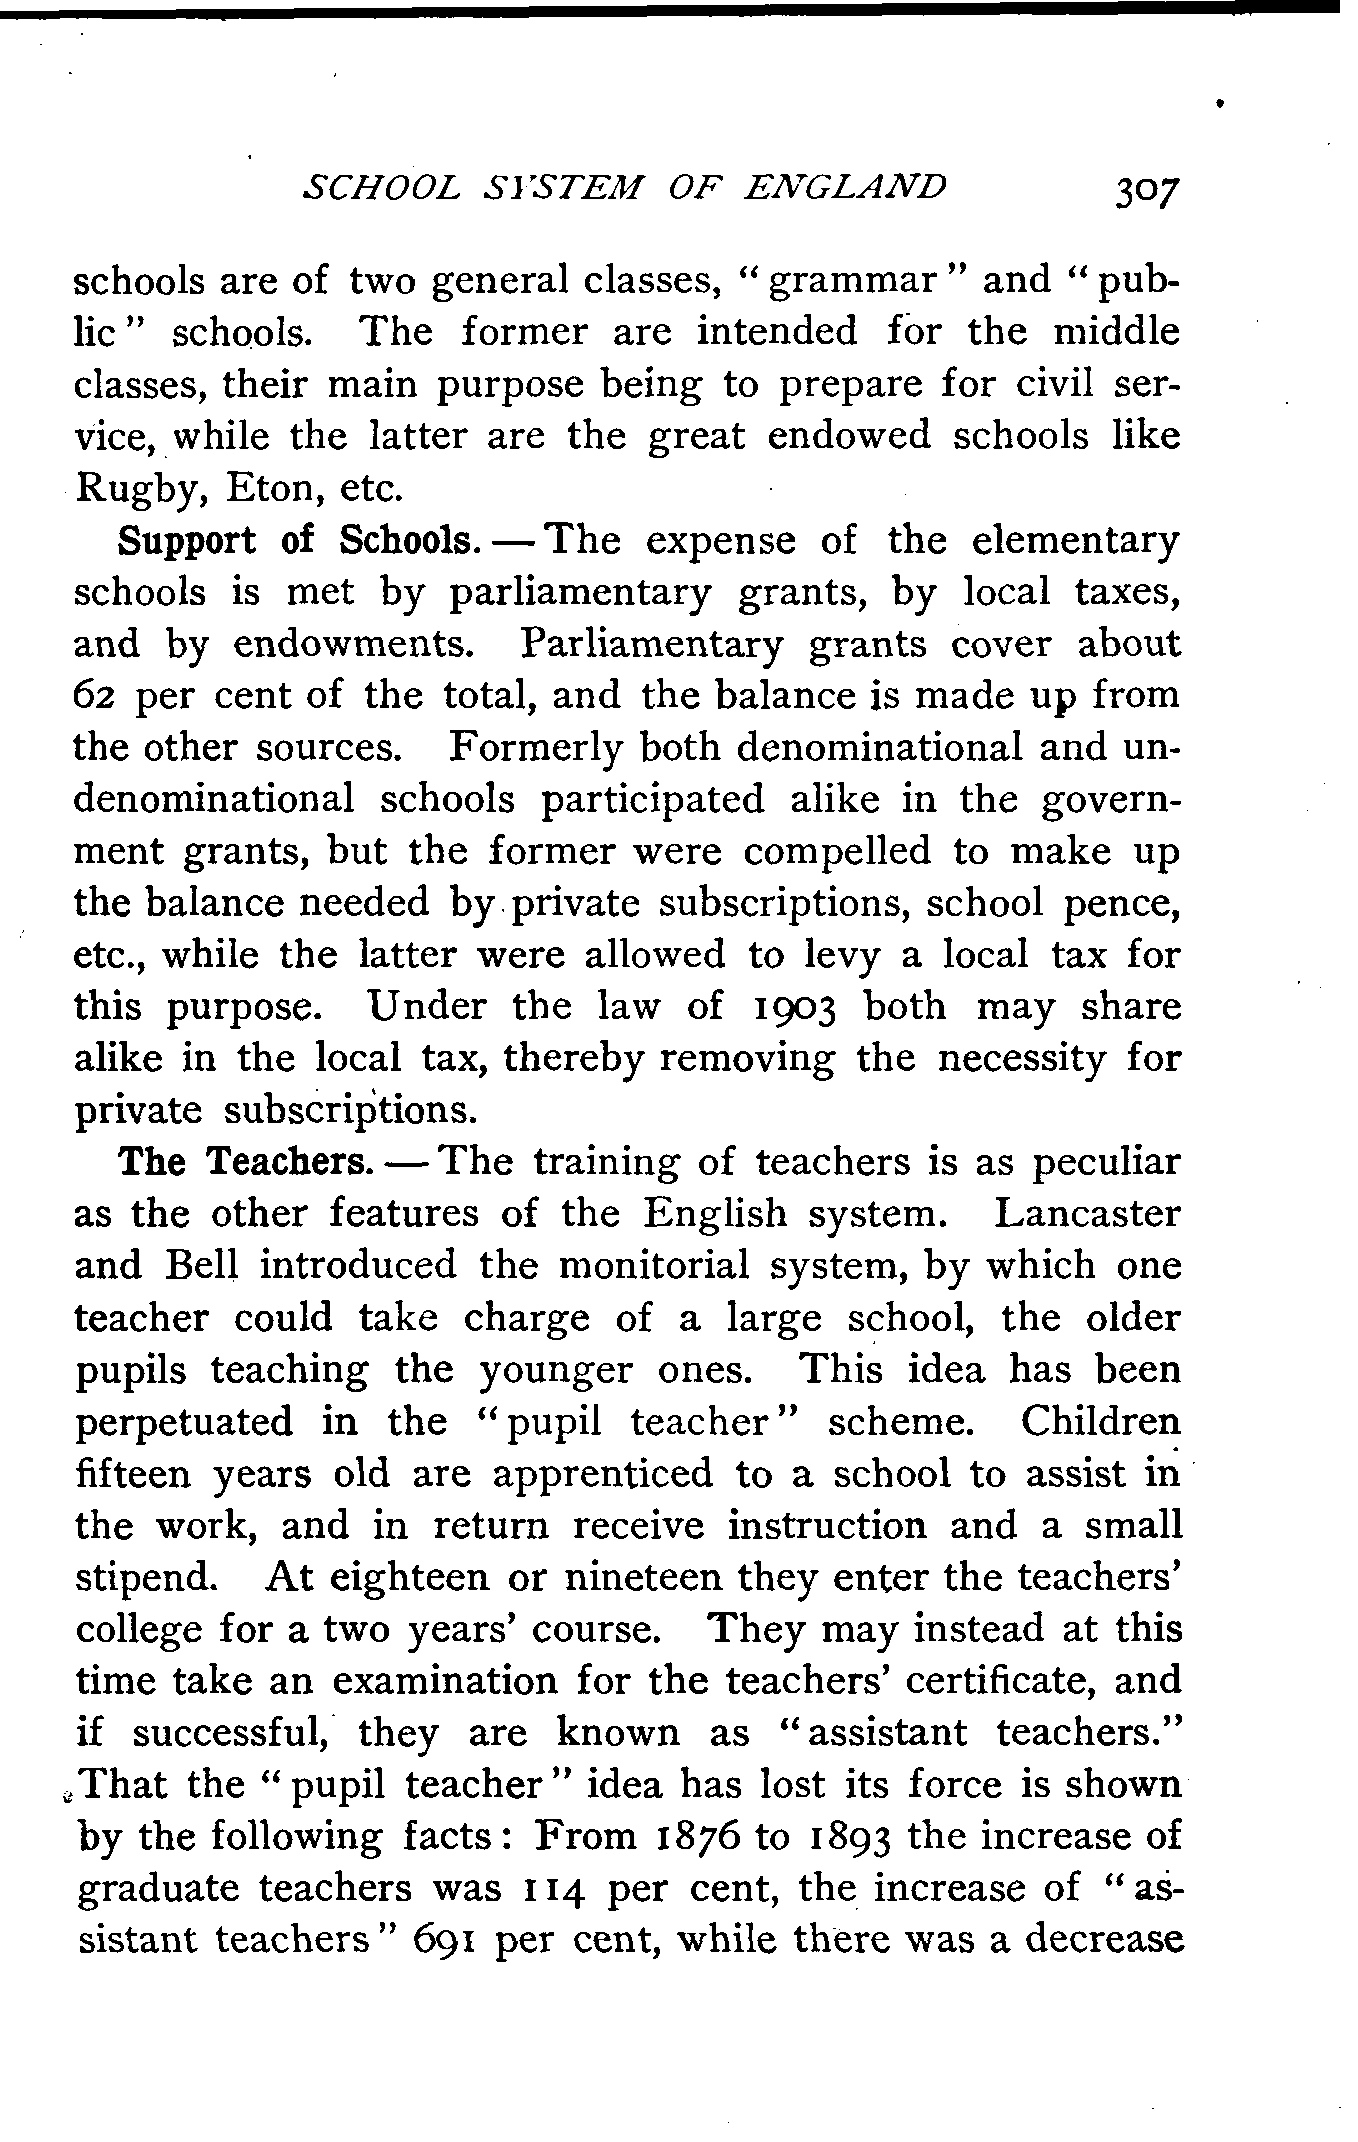 SCHOOL SYSTEM OF ENGLAND 307
schools are of two general classes, "grammar" and "pub-
lic" schools. The former are intended for the middle
classes, their main purpose being to prepare for civil ser-
vice, while the latter are the great endowed schools like
Rugby, Eton, etc.
Support of Schools. — The expense of the elementary
schools is met by parliamentary grants, by local taxes,
and by endowments. Parliamentary grants cover about
62 per cent of the total, and the balance is made up from
the other sources. Formerly both denominational and un-
denominational schools participated alike in the govern-
ment grants, but the former were compelled to make up
the balance needed by private subscriptions, school pence,
etc., while the latter were allowed to levy a local tax for
this purpose. Under the law of 1903 both may share
alike in the local tax, thereby removing the necessity for
private subscriptions.
The Teachers. — The training of teachers is as peculiar
as the other features of the English system. Lancaster
and Bell introduced the monitorial system, by which one
teacher could take charge of a large school, the older
pupils teaching the younger ones. This idea has been
perpetuated in the "pupil teacher" scheme. Children
fifteen years old are apprenticed to a school to assist in
the work, and in return receive instruction and a small
stipend. At eighteen or nineteen they enter the teachers'
college for a two years' course. They may instead at this
time take an examination for the teachers' certificate, and
if successful, they are known as "assistant teachers."
That the "pupil teacher" idea has lost its force is shown
by the following facts: From 1876 to 1893 the increase of
graduate teachers was 114 per cent, the increase of "as-
sistant teachers" 691 per cent, while there was a decrease